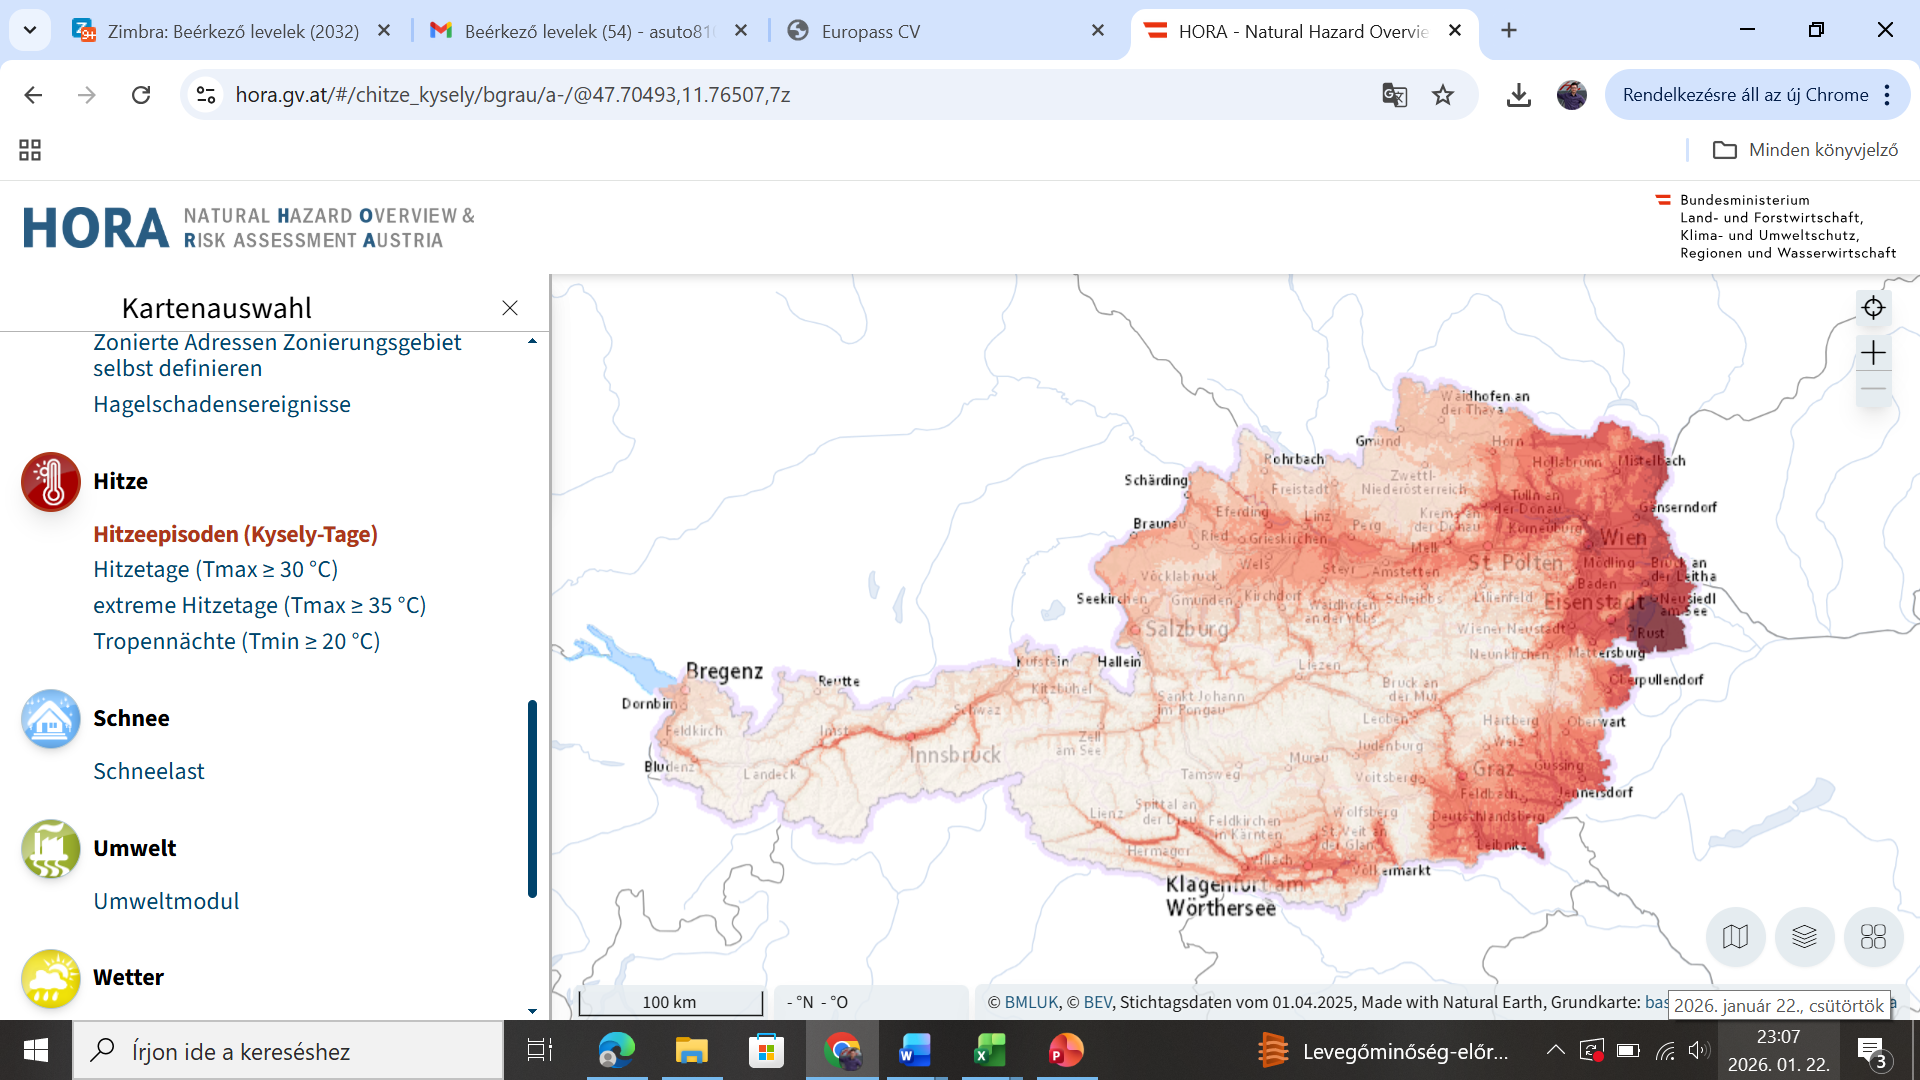 Zimbra: Beérkező levelek (2032)
Beérkező levelek (54) - asuto81
Europass CV
HORA - Natural Hazard Overvie
hora.gv.at/#/chitze_kysely/bgrau/a-/@47.70493,11.76507,7z
Rendelkezésre áll az új Chrome
Minden könyvjelző
HORA NATURAL HAZARD OVERVIEW &
RISK ASSESSMENT AUSTRIA
Bundesministerium
Land- und Forstwirtschaft,
Klima- und Umweltschutz,
Regionen und Wasserwirtschaft
Kartenauswahl
Zonierte Adressen Zonierungsgebiet
selbst definieren
Hagelschadensereignisse
Hitze
Hitzeepisoden (Kysely-Tage)
Hitzetage (Tmax ≥ 30 °C)
extreme Hitzetage (Tmax ≥ 35 °C)
Tropennächte (Tmin ≥ 20 °C)
Schnee
Schneelast
Umwelt
Umweltmodul
Wetter
Waidhofen an
der Thaya
Gmünd
Horn
Rohrbach
Hollabrunn
Mistelbach
Schärding
Freistadt
Zwettl-
Niederösterreich
Tulln an
der Donau
Gänserndorf
Braunau
Eferding
Linz
Perg
Krems an
der Donau
Korneuburg
Wien
Ried
Grieskirchen
Wels
Melk
St Pölten
Mödling
Bruck an
der Leitha
Vöcklabruck
Steyr
Amstetten
Baden
Seekirchen
Gmunden
Kirchdorf
Waidhofen
an der Ybbs
Scheibbs
Lilienfeld
Eisenstadt
Neusiedl
am See
Salzburg
Wiener Neustadt
Rust
Bregenz
Reutte
Kufstein
Hallein
Liezen
Neunkirchen
Mattersburg
Dornbirn
Kitzbühel
Sankt Johann
im Pongau
Bruck an
der Mur
Oberpullendorf
Feldkirch
Imst
Schwaz
Zell
am See
Leoben
Hartberg
Oberwart
Bludenz
Landeck
Innsbruck
Tamsweg
Murau
Judenburg
Weiz
Voitsberg
Graz
Güssing
Lienz
Spittal an
der Drau
Feldkirchen
in Kärnten
Wolfsberg
Feldbach
Jennersdorf
Hermagor
St Veit an
der Glan
Deutschlandsberg
Villach
Völkermarkt
Leibnitz
Klagenfurt am
Wörthersee
100 km
- °N - °O
© BMLUK, © BEV, Stichtagsdaten vom 01.04.2025, Made with Natural Earth, Grundkarte: bas
2026. január 22., csütörtök
Írjon ide a kereséshez
Levegőminőség-előr...
23:07
2026. 01. 22.
3